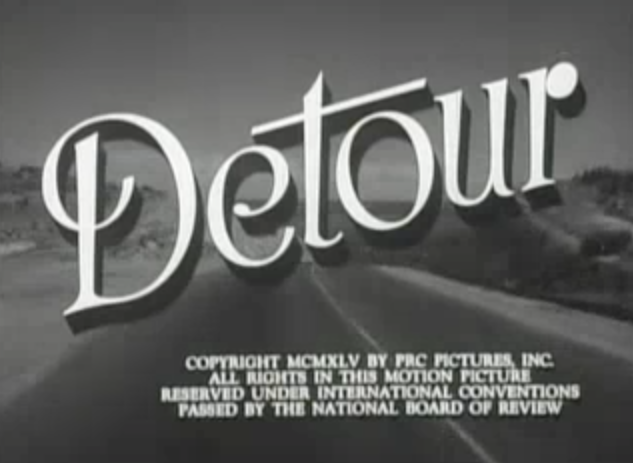 Detour
COPYRIGHT MCMXLV BY PRC PICTURES, INC.
ALL RIGHTS IN THIS MOTION PICTURE
RESERVED UNDER INTERNATIONAL CONVENTIONS
PASSED BY THE NATIONAL BOARD OF REVIEW